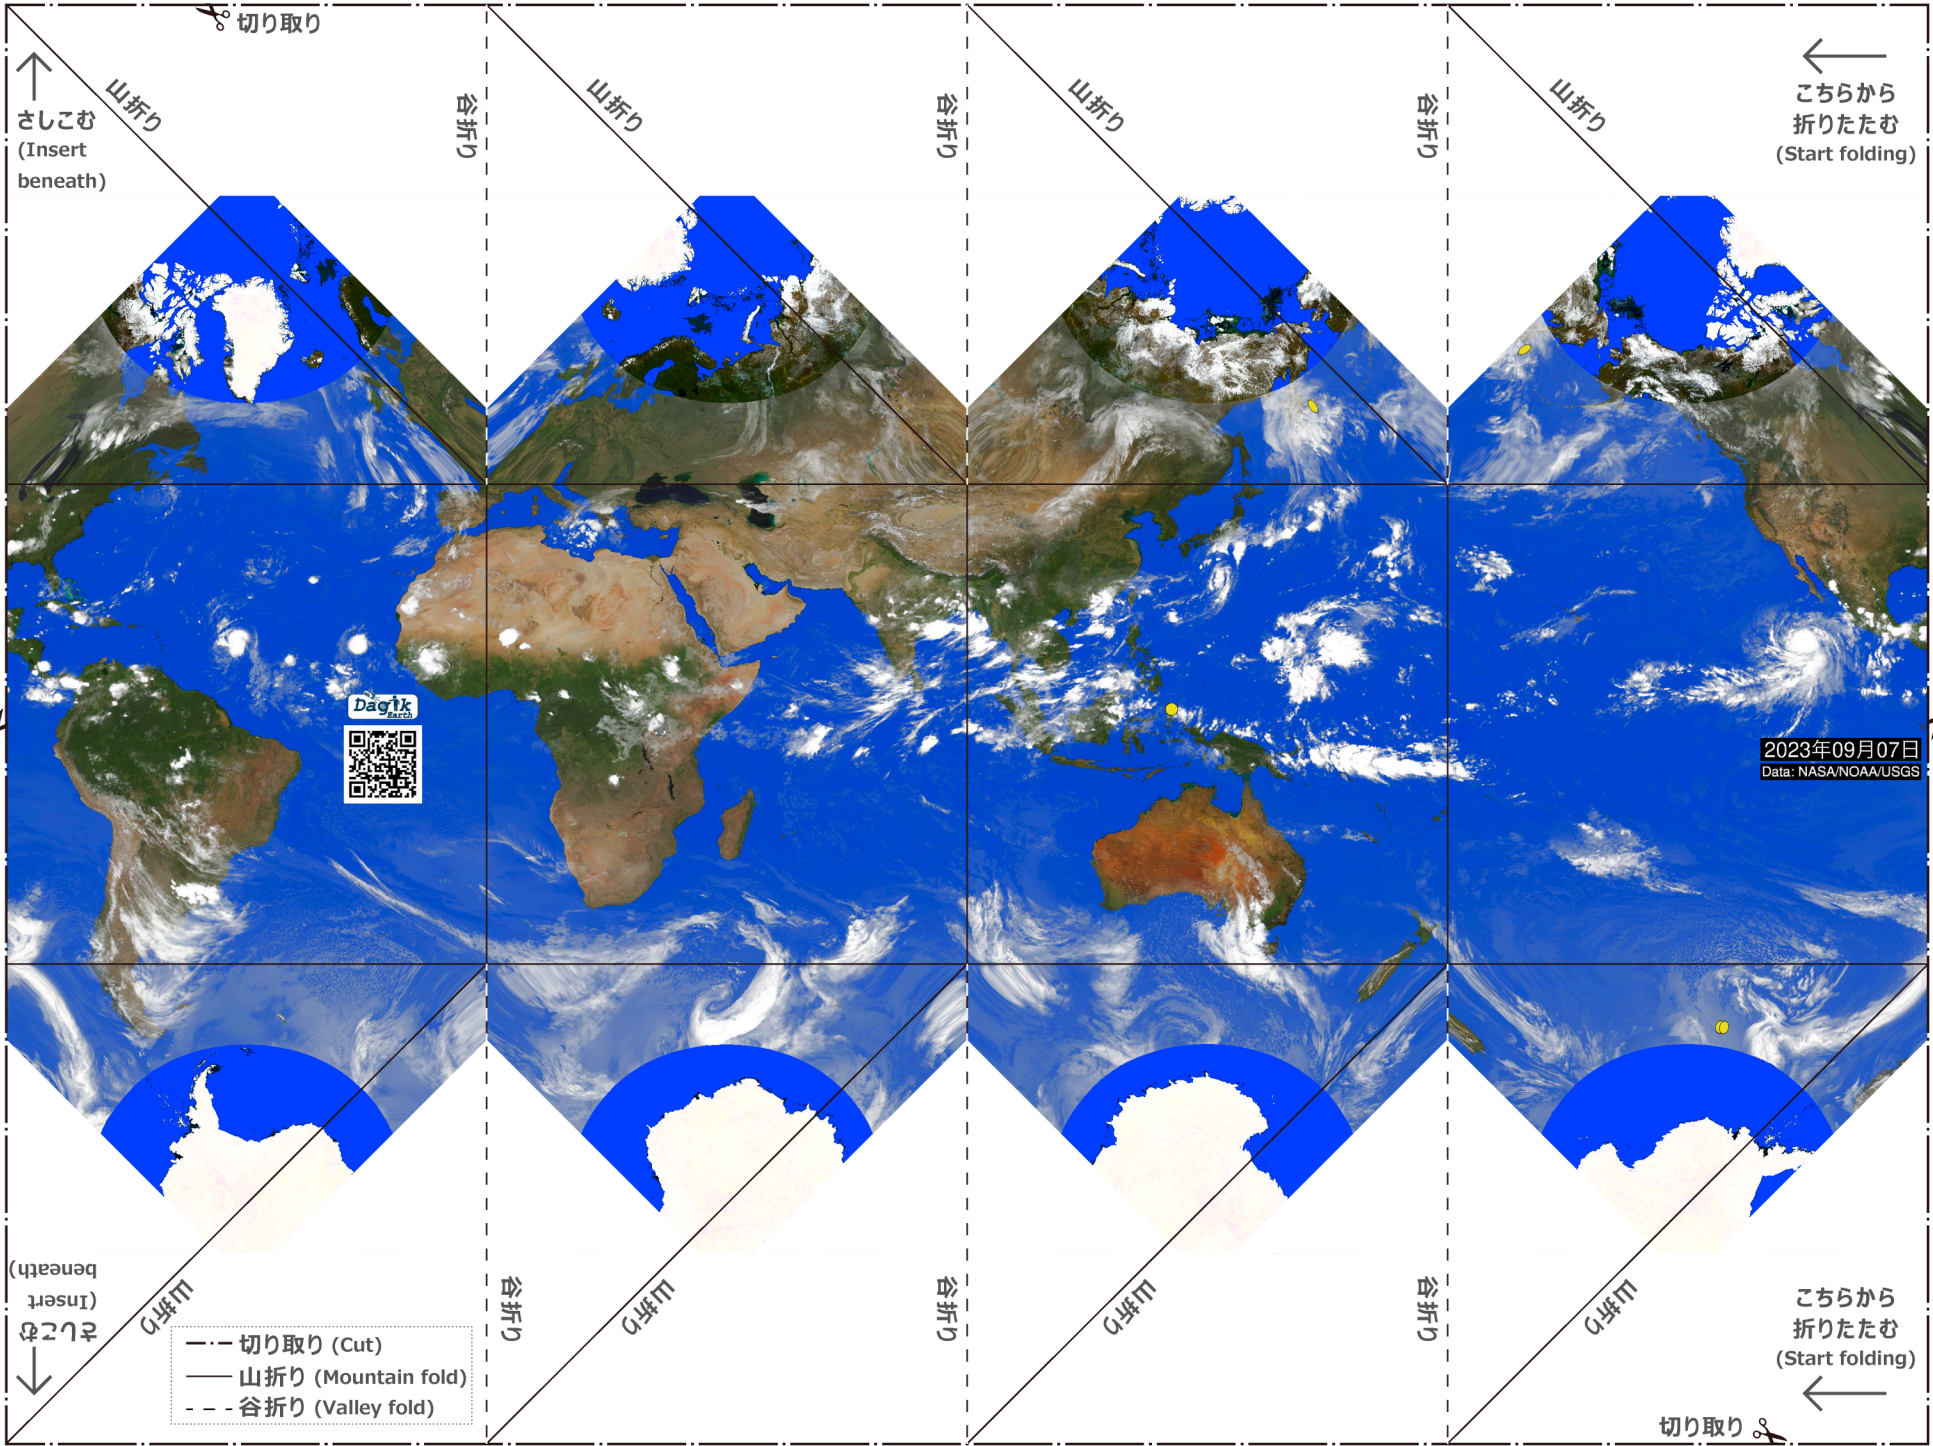 切り取り
山折り
谷折り
山折り
谷折り
山折り
谷折り
山折り
さしこむ
(Insert
beneath)
こちらから
折りたたむ
(Start folding)
Dagik
Earth
2023年09月07日
Data: NASA/NOAA/USGS
さしこむ
(Insert
beneath)
山折り
谷折り
山折り
谷折り
山折り
谷折り
山折り
こちらから
折りたたむ
(Start folding)
切り取り (Cut)
山折り (Mountain fold)
谷折り (Valley fold)
切り取り